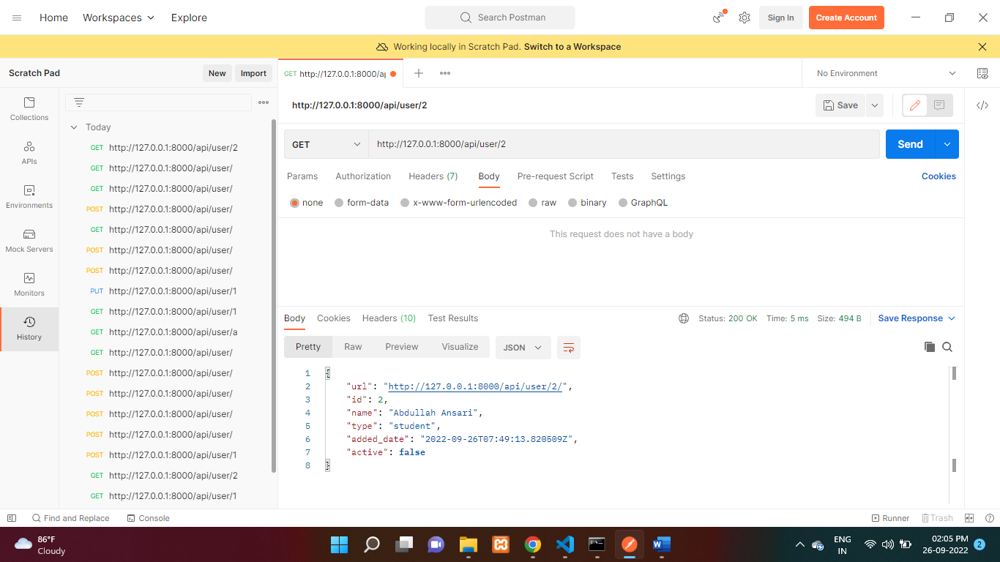 Home Workspaces Explore Search Postman Sign In Create Account
Working locally in Scratch Pad. Switch to a Workspace
Scratch Pad New Import
GET http://127.0.0.1:8000/ap No Environment
Collections
APIs
Environments
Mock Servers
Monitors
History
Today
GET http://127.0.0.1:8000/api/user/2
GET http://127.0.0.1:8000/api/user/
GET http://127.0.0.1:8000/api/user/
POST http://127.0.0.1:8000/api/user/
GET http://127.0.0.1:8000/api/user/
POST http://127.0.0.1:8000/api/user/
POST http://127.0.0.1:8000/api/user/
PUT http://127.0.0.1:8000/api/user/1
GET http://127.0.0.1:8000/api/user/1
GET http://127.0.0.1:8000/api/user/a
GET http://127.0.0.1:8000/api/user/
POST http://127.0.0.1:8000/api/user/
POST http://127.0.0.1:8000/api/user/
POST http://127.0.0.1:8000/api/user/
POST http://127.0.0.1:8000/api/user/
POST http://127.0.0.1:8000/api/user/1
GET http://127.0.0.1:8000/api/user/2
GET http://127.0.0.1:8000/api/user/1
http://127.0.0.1:8000/api/user/2 Save
GET http://127.0.0.1:8000/api/user/2 Send
Params Authorization Headers (7) Body Pre-request Script Tests Settings Cookies
none form-data x-www-form-urlencoded raw binary GraphQL
This request does not have a body
Body Cookies Headers (10) Test Results Status: 200 OK Time: 5 ms Size: 494 B Save Response
Pretty Raw Preview Visualize JSON
1 {
2 "url": "http://127.0.0.1:8000/api/user/2/",
3 "id": 2,
4 "name": "Abdullah Ansari",
5 "type": "student",
6 "added_date": "2022-09-26T07:49:13.820509Z",
7 "active": false
8 }
Find and Replace Console Runner Trash
86°F
Cloudy
ENG
IN
02:05 PM
26-09-2022 2